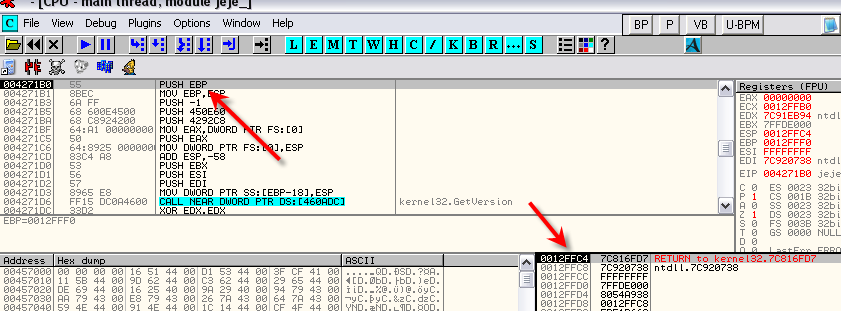 - [CPU - main thread, module jeje_]
C File View Debug Plugins Options Window Help
BP P VB U-BPM
L E M T W H C / K B R ... S ? A
004271B0 55 PUSH EBP
004271B1 8BEC MOV EBP,ESP
004271B3 6A FF PUSH -1
004271B5 68 600E4500 PUSH 450E60
004271BA 68 C8924200 PUSH 4292C8
004271BF 64:A1 00000000 MOV EAX,DWORD PTR FS:[0]
004271C5 50 PUSH EAX
004271C6 64:8925 0000000 MOV DWORD PTR FS:[0],ESP
004271CD 83C4 A8 ADD ESP,-58
004271D0 53 PUSH EBX
004271D1 56 PUSH ESI
004271D2 57 PUSH EDI
004271D3 8965 E8 MOV DWORD PTR SS:[EBP-18],ESP
004271D6 FF15 DC0A4600 CALL NEAR DWORD PTR DS:[460ADC] kernel32.GetVersion
004271DC 33D2 XOR EDX,EDX
EBP=0012FFF0
Registers (FPU)
EAX 00000000
ECX 0012FFB0
EDX 7C91EB94 ntdl
EBX 7FFDE000
ESP 0012FFC4
EBP 0012FFF0
ESI FFFFFFFF
EDI 7C920738 ntdl
EIP 004271B0 jeje
C 0 ES 0023 32bi
P 1 CS 001B 32bi
A 0 SS 0023 32bi
Z 1 DS 0023 32bi
S 0 FS 003B 32bi
T 0 GS 0000 NULL
D 0
O 0 LastErr ERRO
Address Hex dump ASCII
00457000 00 00 00 00 16 51 44 00 D1 53 44 00 3F CF 41 00
00457010 11 5B 44 00 9D 62 44 00 C3 62 44 00 29 65 44 00
00457020 DE 69 44 00 16 25 40 00 9A 29 40 00 94 79 43 00
00457030 AA 79 43 00 E8 79 43 00 26 7A 43 00 64 7A 43 00
00457040 59 4E 44 00 91 4E 44 00 1C 14 44 00 CF 4F 44 00
0012FFC4 7C816FD7 RETURN to kernel32.7C816FD7
0012FFC8 7C920738 ntdll.7C920738
0012FFCC FFFFFFFF
0012FFD0 7FFDE000
0012FFD4 8054A938
0012FFD8 0012FFC8